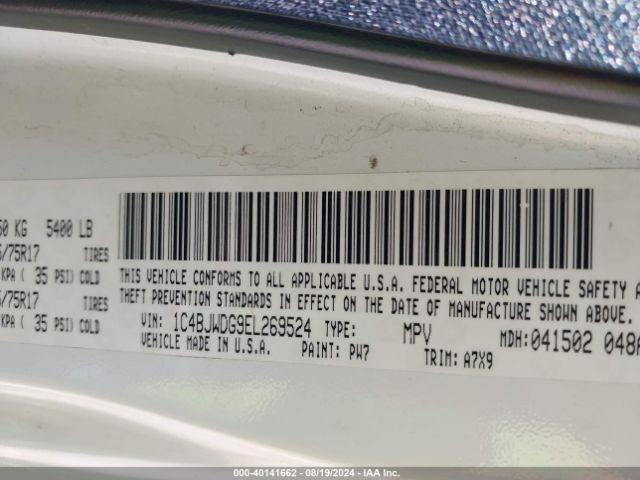 50 KG 5400 LB
/75R17 TIRES
KPA ( 35 PSI) COLD
/75R17 TIRES
KPA ( 35 PSI) COLD
THIS VEHICLE CONFORMS TO ALL APPLICABLE U.S.A. FEDERAL MOTOR VEHICLE SAFETY
THEFT PREVENTION STANDARDS IN EFFECT ON THE DATE OF MANUFACTURE SHOWN ABOVE.
VIN: 1C4BJWDG9EL269524 TYPE: MPV MDH:041502 048
VEHICLE MADE IN U.S.A. PAINT: PW7 TRIM: A7X9
000-40141662 - 08/19/2024 - IAA Inc.